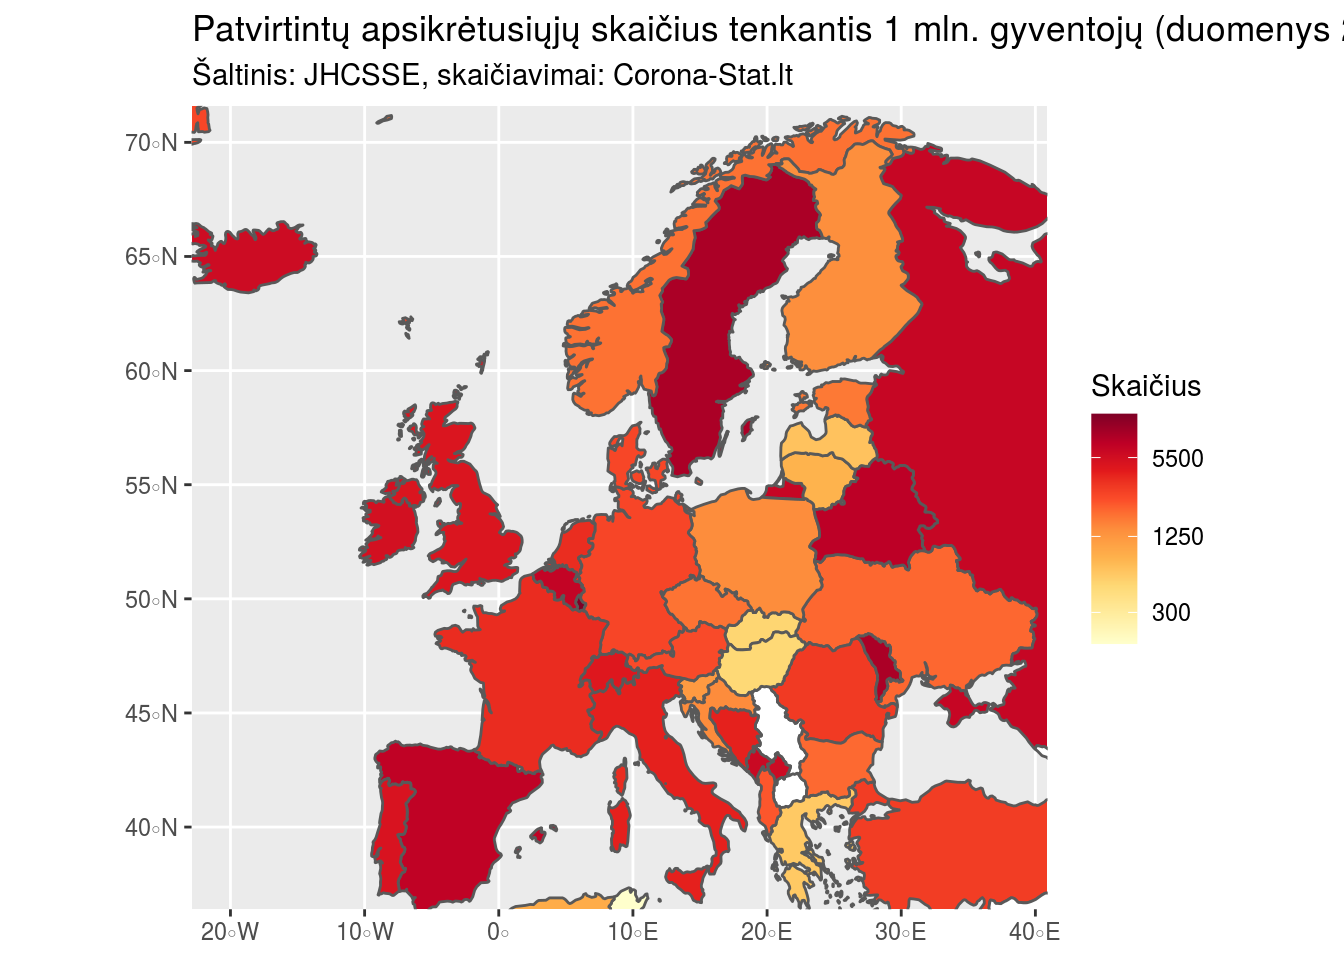 Patvirtintų apsikrėtusiųjų skaičius tenkantis 1 mln. gyventojų (duomenys
Šaltinis: JHCSSE, skaičiavimai: Corona-Stat.lt
70°N
65°N
60°N
55°N
50°N
45°N
40°N
20°W
10°W
0°
10°E
20°E
30°E
40°E
Skaičius
5500
1250
300